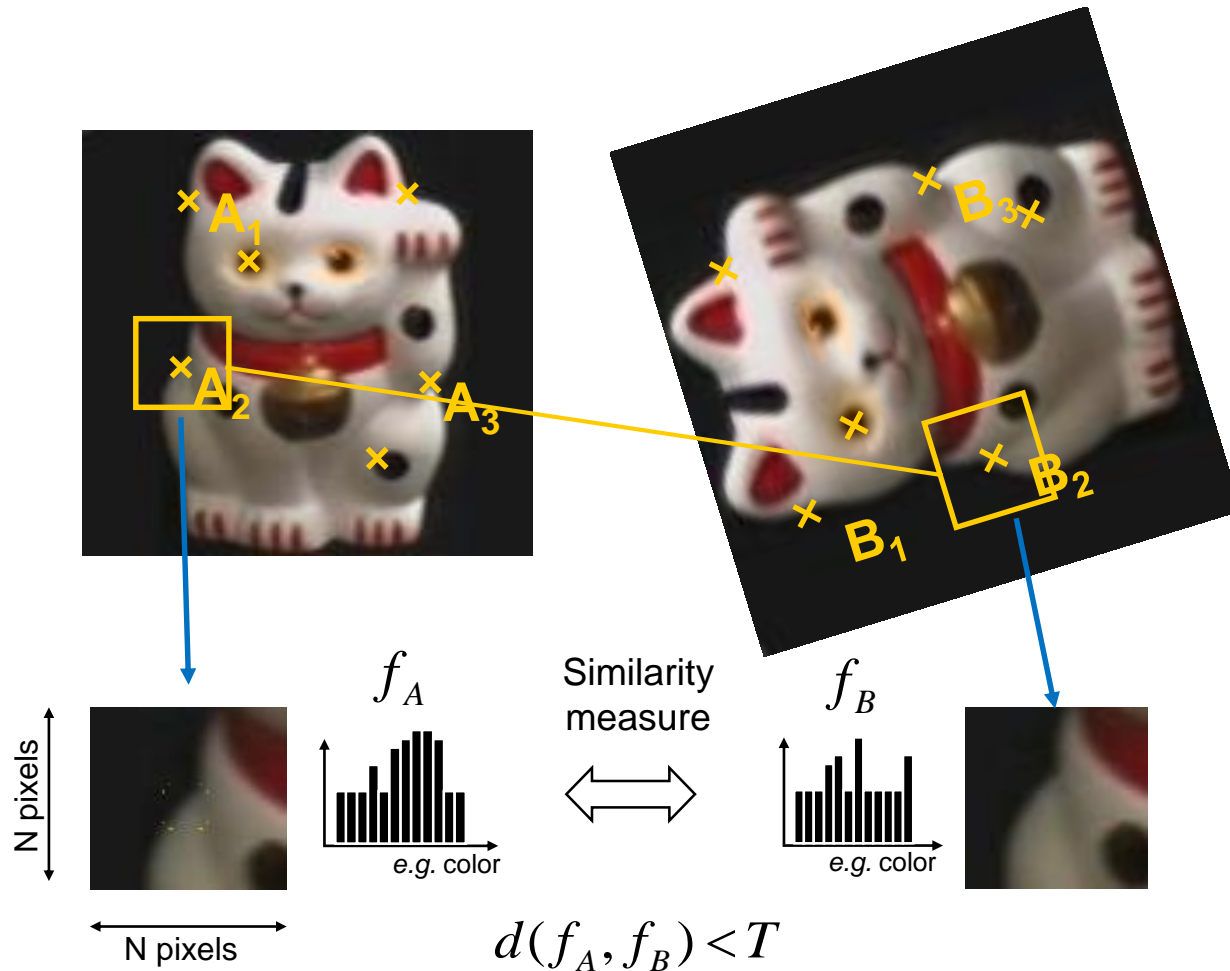 A1
A2
A3
B3
B2
B1
fA
Similarity
measure
fB
N pixels
e.g. color
e.g. color
N pixels
d(fA, fB) < T